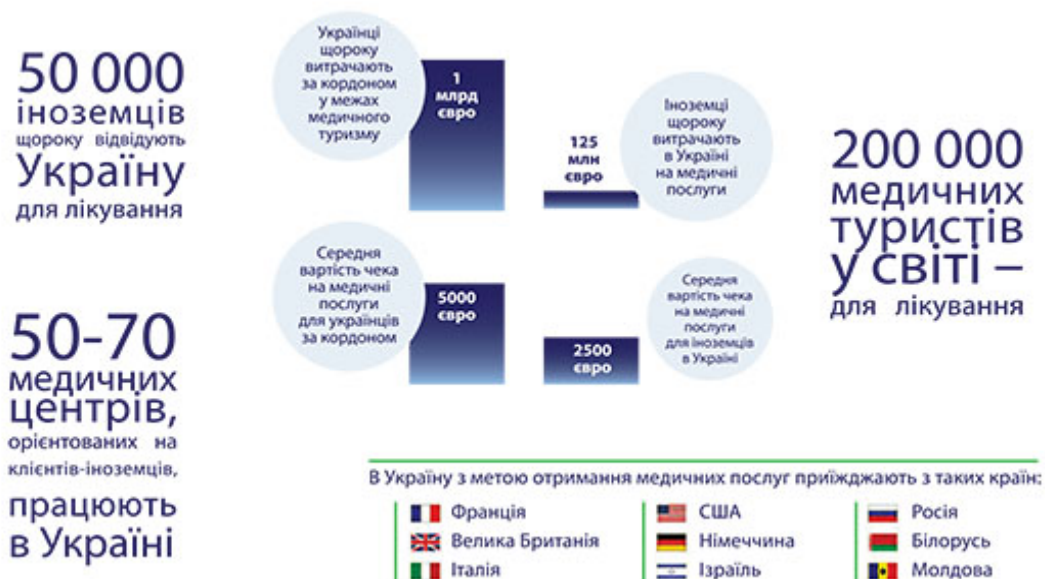 50 000
іноземців
щороку відвідують
Україну
для лікування
50-70
медичних
центрів,
орієнтованих на
клієнтів-іноземців,
працюють
в Україні
Українці
щороку
витрачають
за кордоном
у межах
медичного
туризму
1
млрд
євро
125
млн
євро
Іноземці
щороку
витрачають
в Україні
на медичні
послуги
Середня
вартість чека
на медичні
послуги
для українців
за кордоном
5000
євро
2500
євро
Середня
вартість чека
на медичні
послуги
для іноземців
в Україні
200 000
медичних
туристів
у світі –
для лікування
В Україну з метою отримання медичних послуг приїжджають з таких країн:
Франція
Велика Британія
Італія
США
Німеччина
Ізраїль
Росія
Білорусь
Молдова